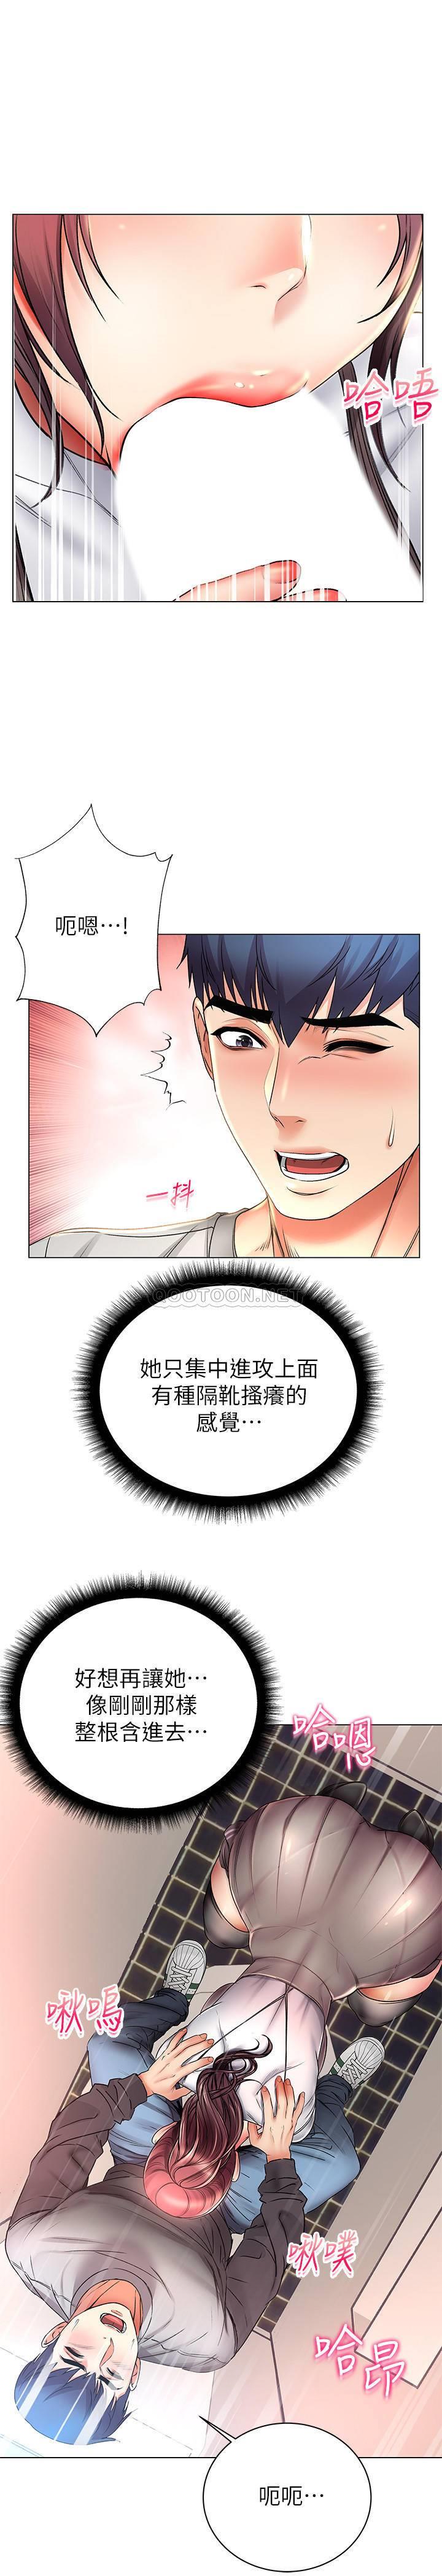 哈唔
呃嗯…!
一抖
QOOTOON.NET
她只集中進攻上面
有種隔靴搔癢的
感覺…
好想再讓她…
像剛剛那樣
整根含進去…
哈嗯
啾嗚
啾噗
哈昂
呃呃…